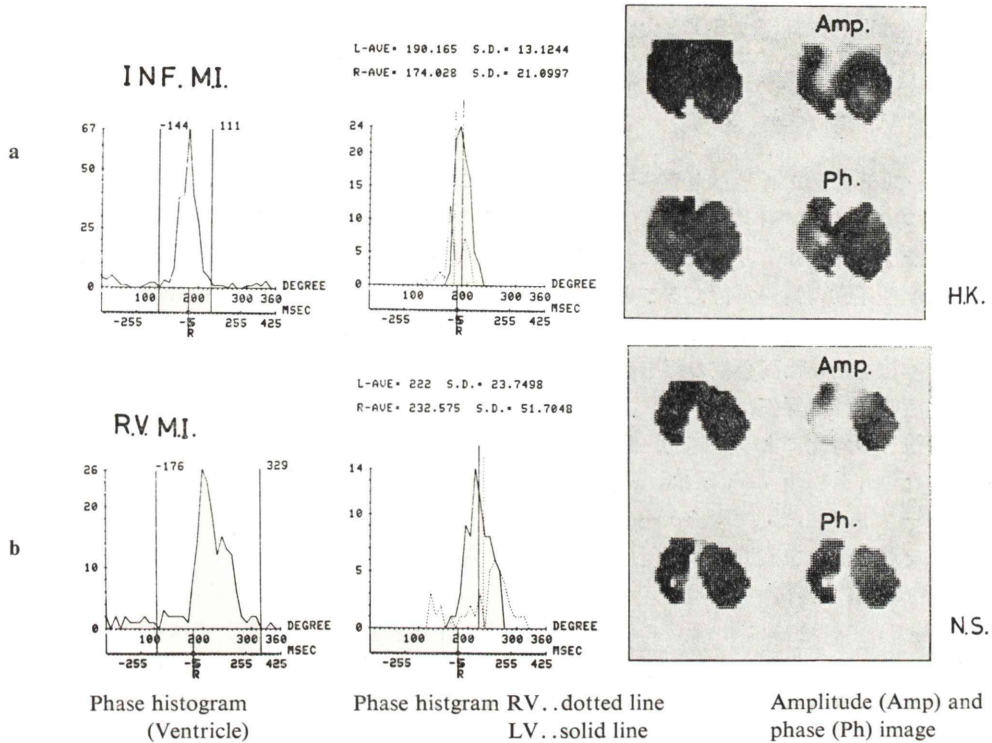 a
INF. M.I.
67
50
25
0
-144 111
100 200 300 360 DEGREE
MSEC
-255 -5 255 425
R
L-AVE= 190.165 S.D.= 13.1244
R-AVE= 174.028 S.D.= 21.0997
24
20
15
10
5
0
100 200 300 360 DEGREE
MSEC
-255 -5 255 425
R
Amp.
Ph.
H.K.
b
R.V. M.I.
26
20
10
0
-176 329
100 200 300 360 DEGREE
MSEC
-255 -5 255 425
R
L-AVE= 222 S.D.= 23.7498
R-AVE= 232.575 S.D.= 51.7048
14
10
5
0
100 200 300 360 DEGREE
MSEC
-255 -5 255 425
R
Amp.
Ph.
N.S.
Phase histogram
(Ventricle)
Phase histgram RV..dotted line
LV..solid line
Amplitude (Amp) and
phase (Ph) image